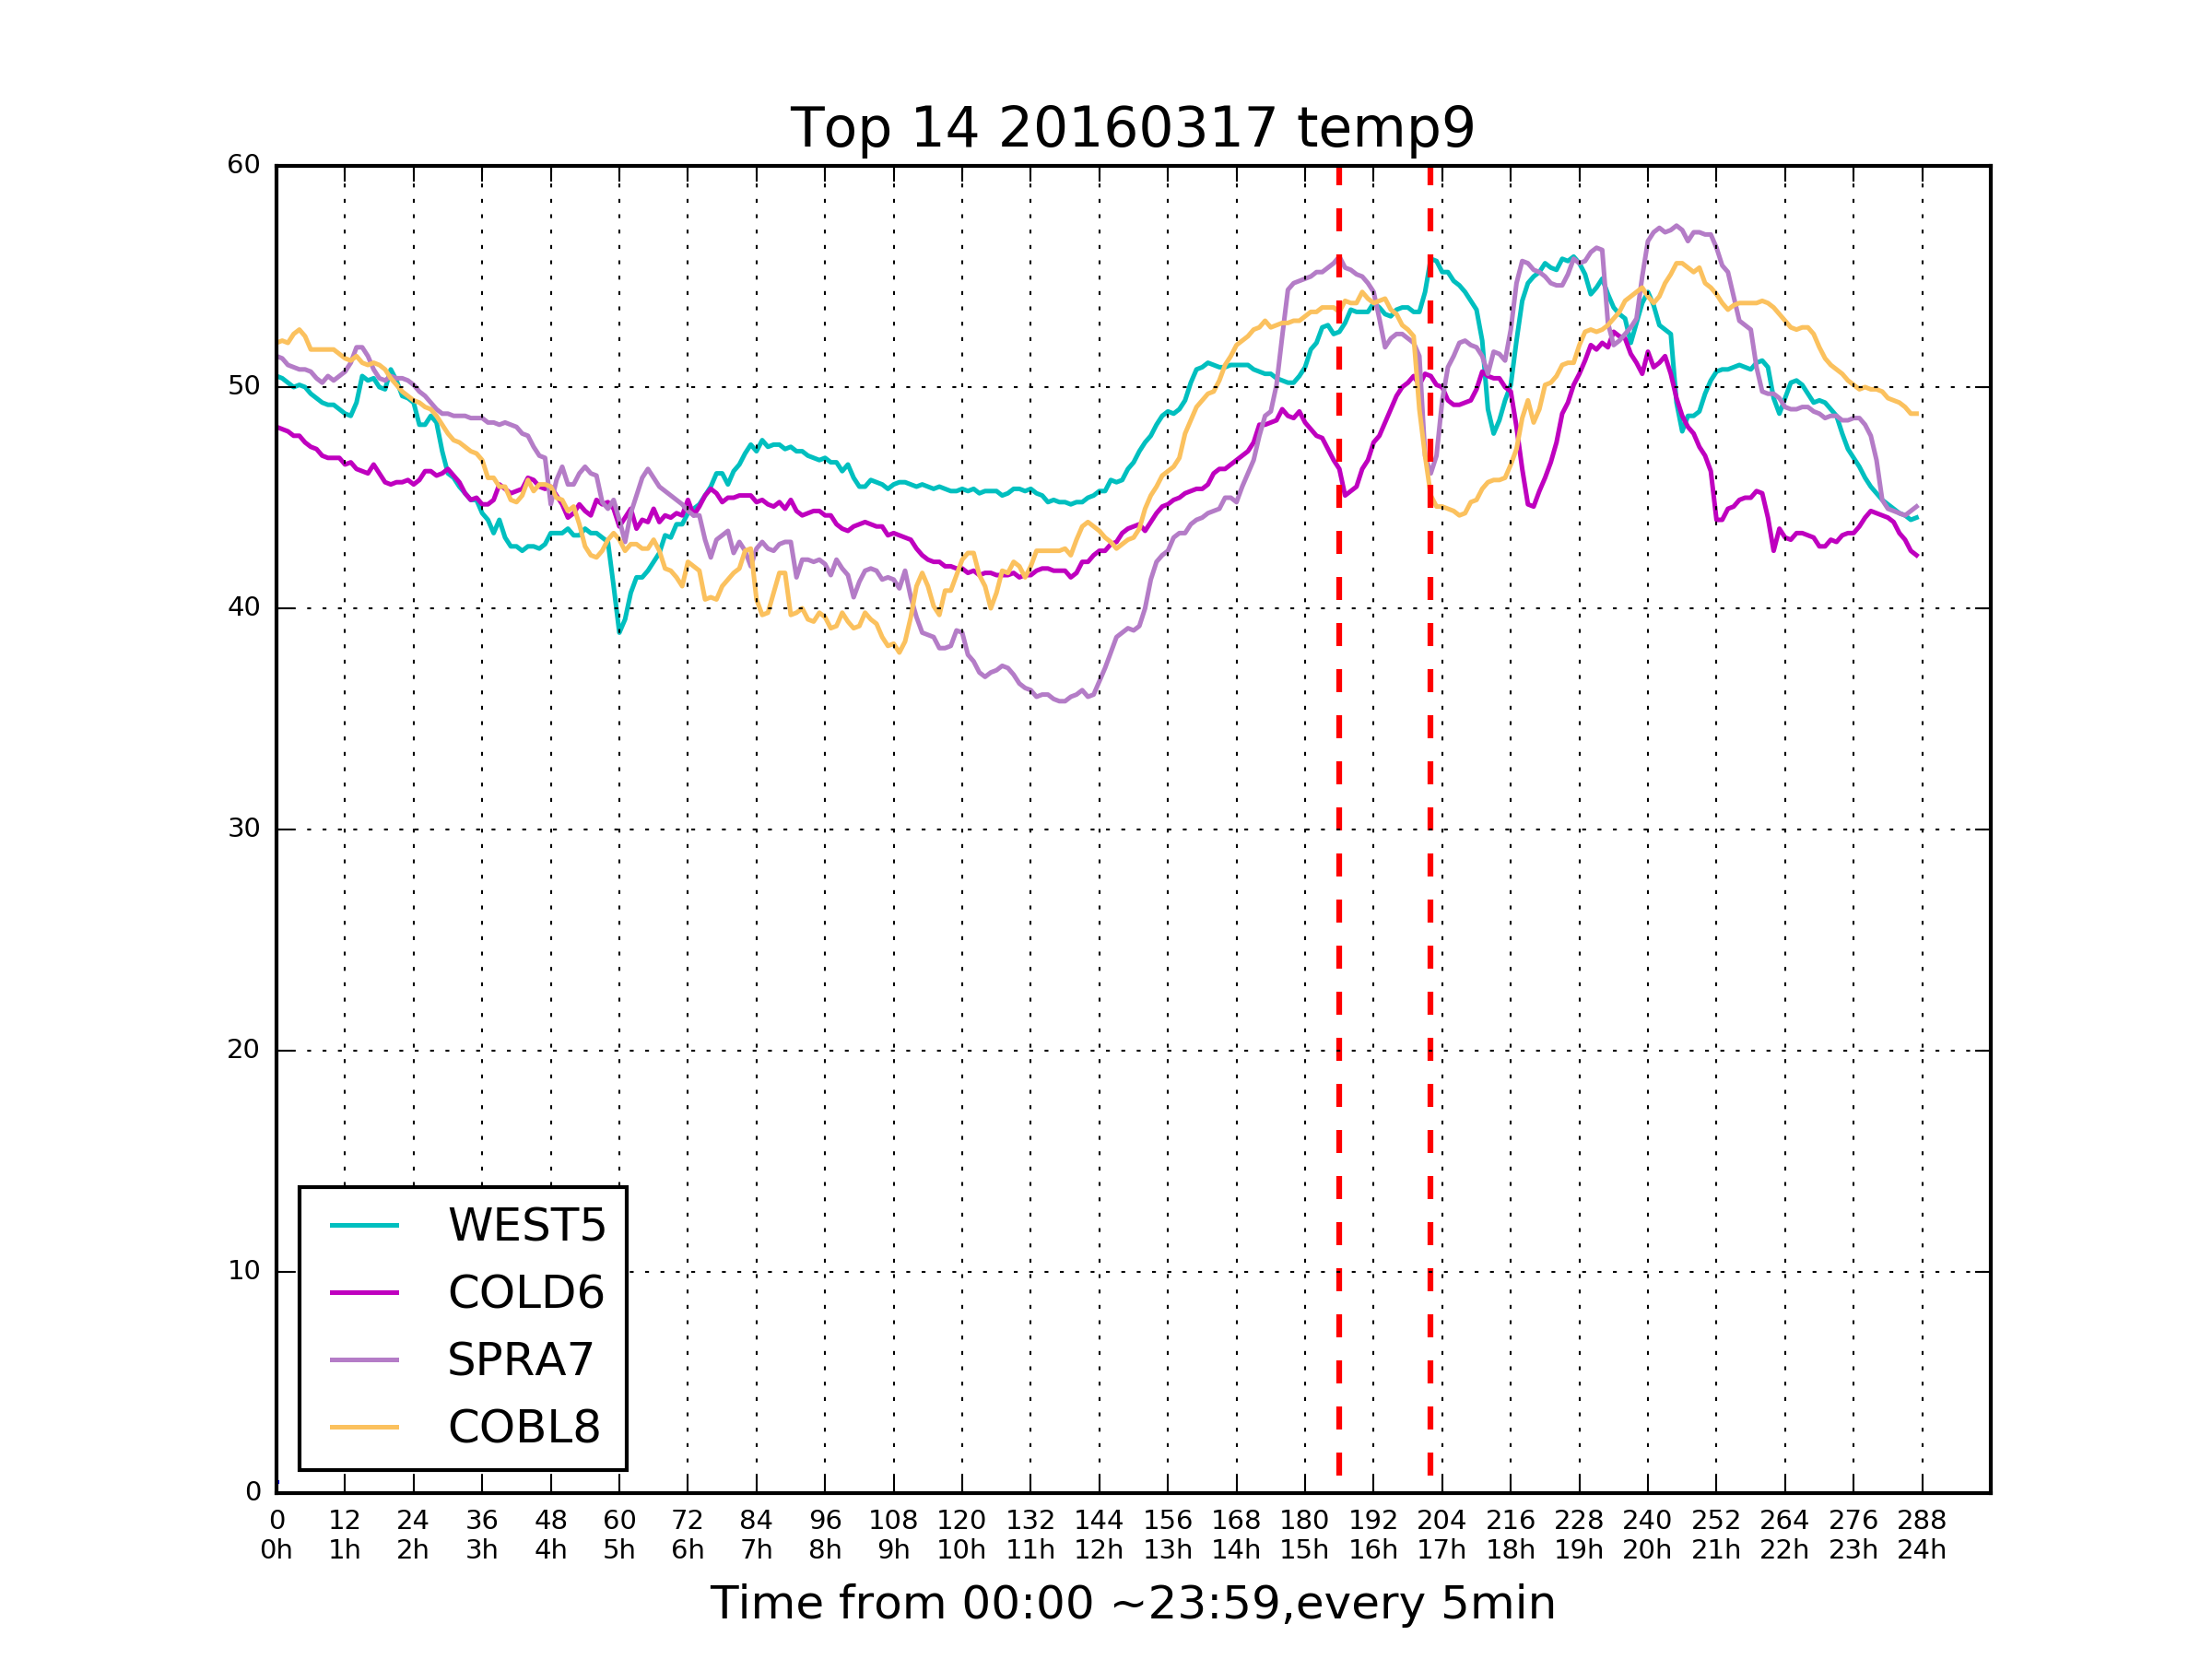 Top 14 20160317 temp9
60
50
40
30
20
10
0
WEST5
COLD6
SPRA7
COBL8
0 12 24 36 48 60 72 84 96 108 120 132 144 156 168 180 192 204 216 228 240 252 264 276 288
0h 1h 2h 3h 4h 5h 6h 7h 8h 9h 10h 11h 12h 13h 14h 15h 16h 17h 18h 19h 20h 21h 22h 23h 24h
Time from 00:00 ~23:59,every 5min